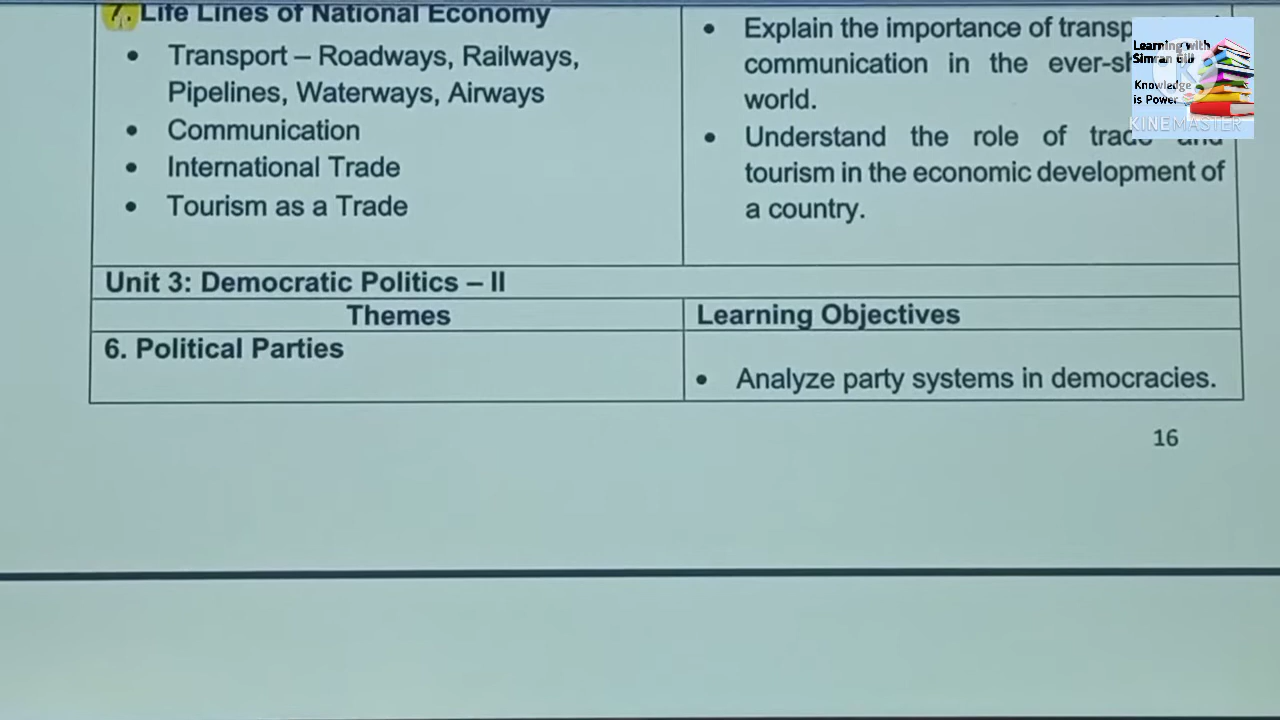 7. Life Lines of National Economy
• Transport – Roadways, Railways,
Pipelines, Waterways, Airways
• Communication
• International Trade
• Tourism as a Trade
• Explain the importance of
communication in the
world.
• Understand the role of trade and
tourism in the economic development of
a country.
Unit 3: Democratic Politics – II
Themes
Learning Objectives
6. Political Parties
• Analyze party systems in democracies.
16
Learning with
Simran Gill
Knowledge
is Power
KINEMASTER